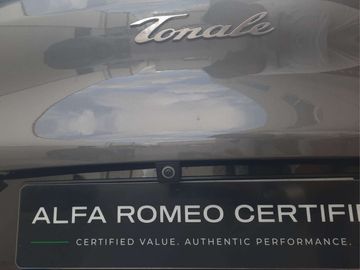 Tonale
ALFA ROMEO CERTIFI
CERTIFIED VALUE. AUTHENTIC PERFORMANCE.